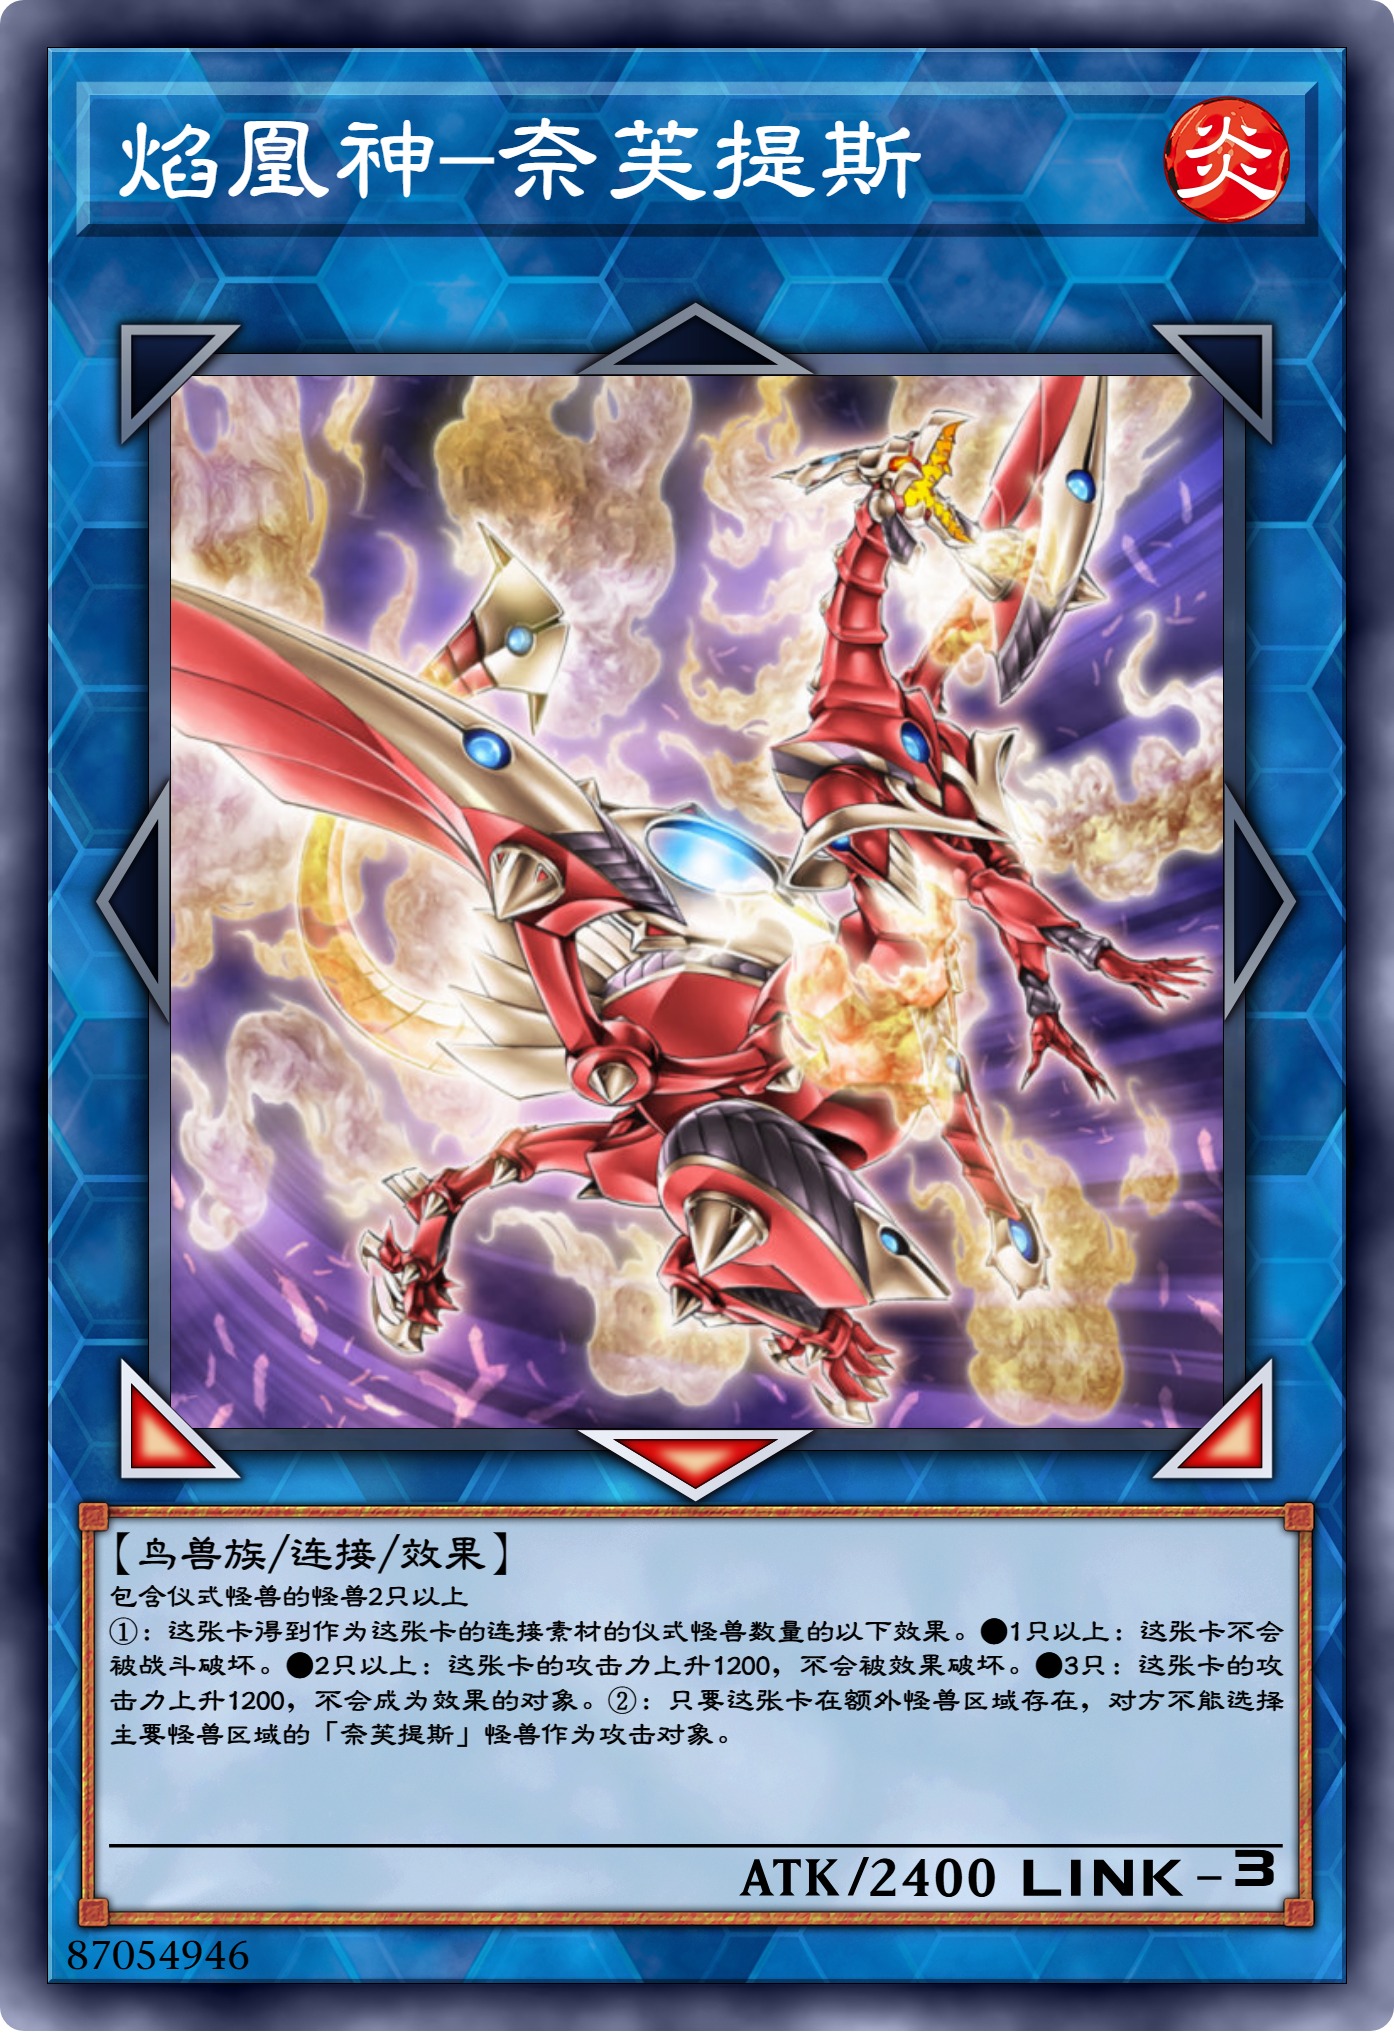 焰凰神-奈芙提斯
炎
【鸟兽族/连接/效果】
包含仪式怪兽的怪兽2只以上
①：这张卡得到作为这张卡的连接素材的仪式怪兽数量的以下效果。●1只以上：这张卡不会
被战斗破坏。●2只以上：这张卡的攻击力上升1200，不会被效果破坏。●3只：这张卡的攻
击力上升1200，不会成为效果的对象。②：只要这张卡在额外怪兽区域存在，对方不能选择
主要怪兽区域的「奈芙提斯」怪兽作为攻击对象。
ATK/2400 LINK-3
87054946